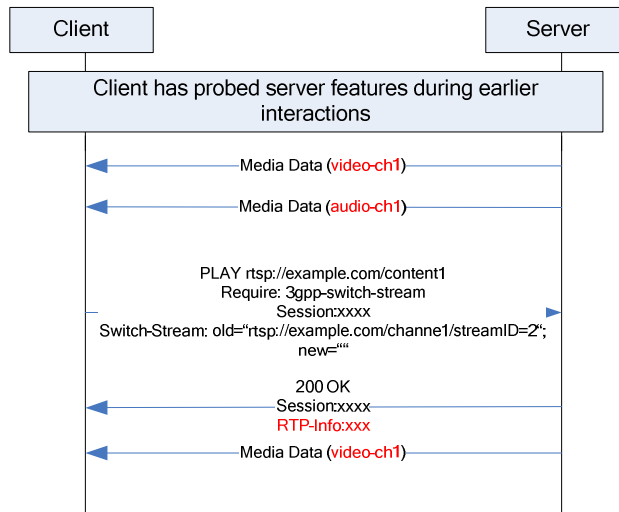 Client
Server
Client has probed server features during earlier
interactions
Media Data (video-ch1)
Media Data (audio-ch1)
PLAY rtsp://example.com/content1
Require: 3gpp-switch-stream
Session:xxxx
Switch-Stream: old=“rtsp://example.com/channe1/streamID=2“;
new=““
200 OK
Session:xxxx
RTP-Info:xxx
Media Data (video-ch1)